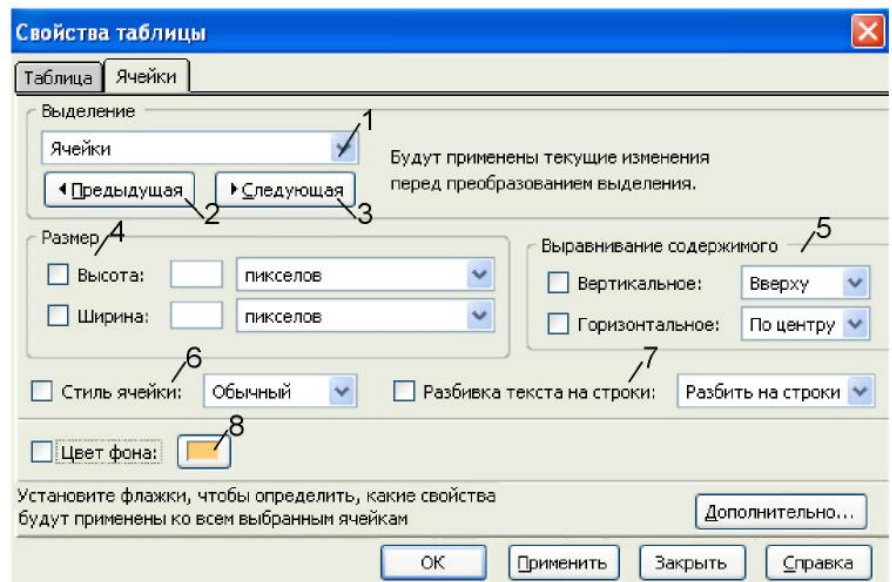 Свойства таблицы
Таблица Ячейки
Выделение
1
Ячейки
Будут применены текущие изменения
перед преобразованием выделения.
Предыдущая Следующая
2 3
Размер 4
Выравнивание содержимого 5
Высота: пикселов
Вертикальное: Вверху
Ширина: пикселов
Горизонтальное: По центру
6 7
Стиль ячейки: Обычный Разбивка текста на строки: Разбить на строки
8
Цвет фона:
Установите флажки, чтобы определить, какие свойства
будут применены ко всем выбранным ячейкам
Дополнительно...
ОК Применить Закрыть Справка